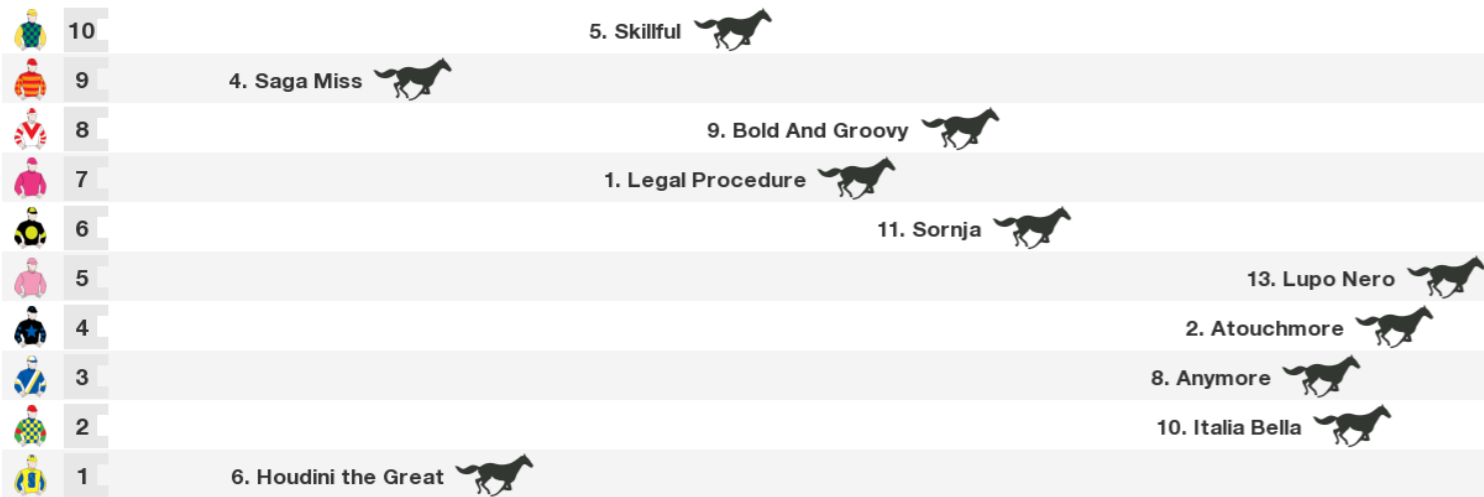 10 5. Skillful
9 4. Saga Miss
8 9. Bold And Groovy
7 1. Legal Procedure
6 11. Sornja
5 13. Lupo Nero
4 2. Atouchmore
3 8. Anymore
2 10. Italia Bella
1 6. Houdini the Great